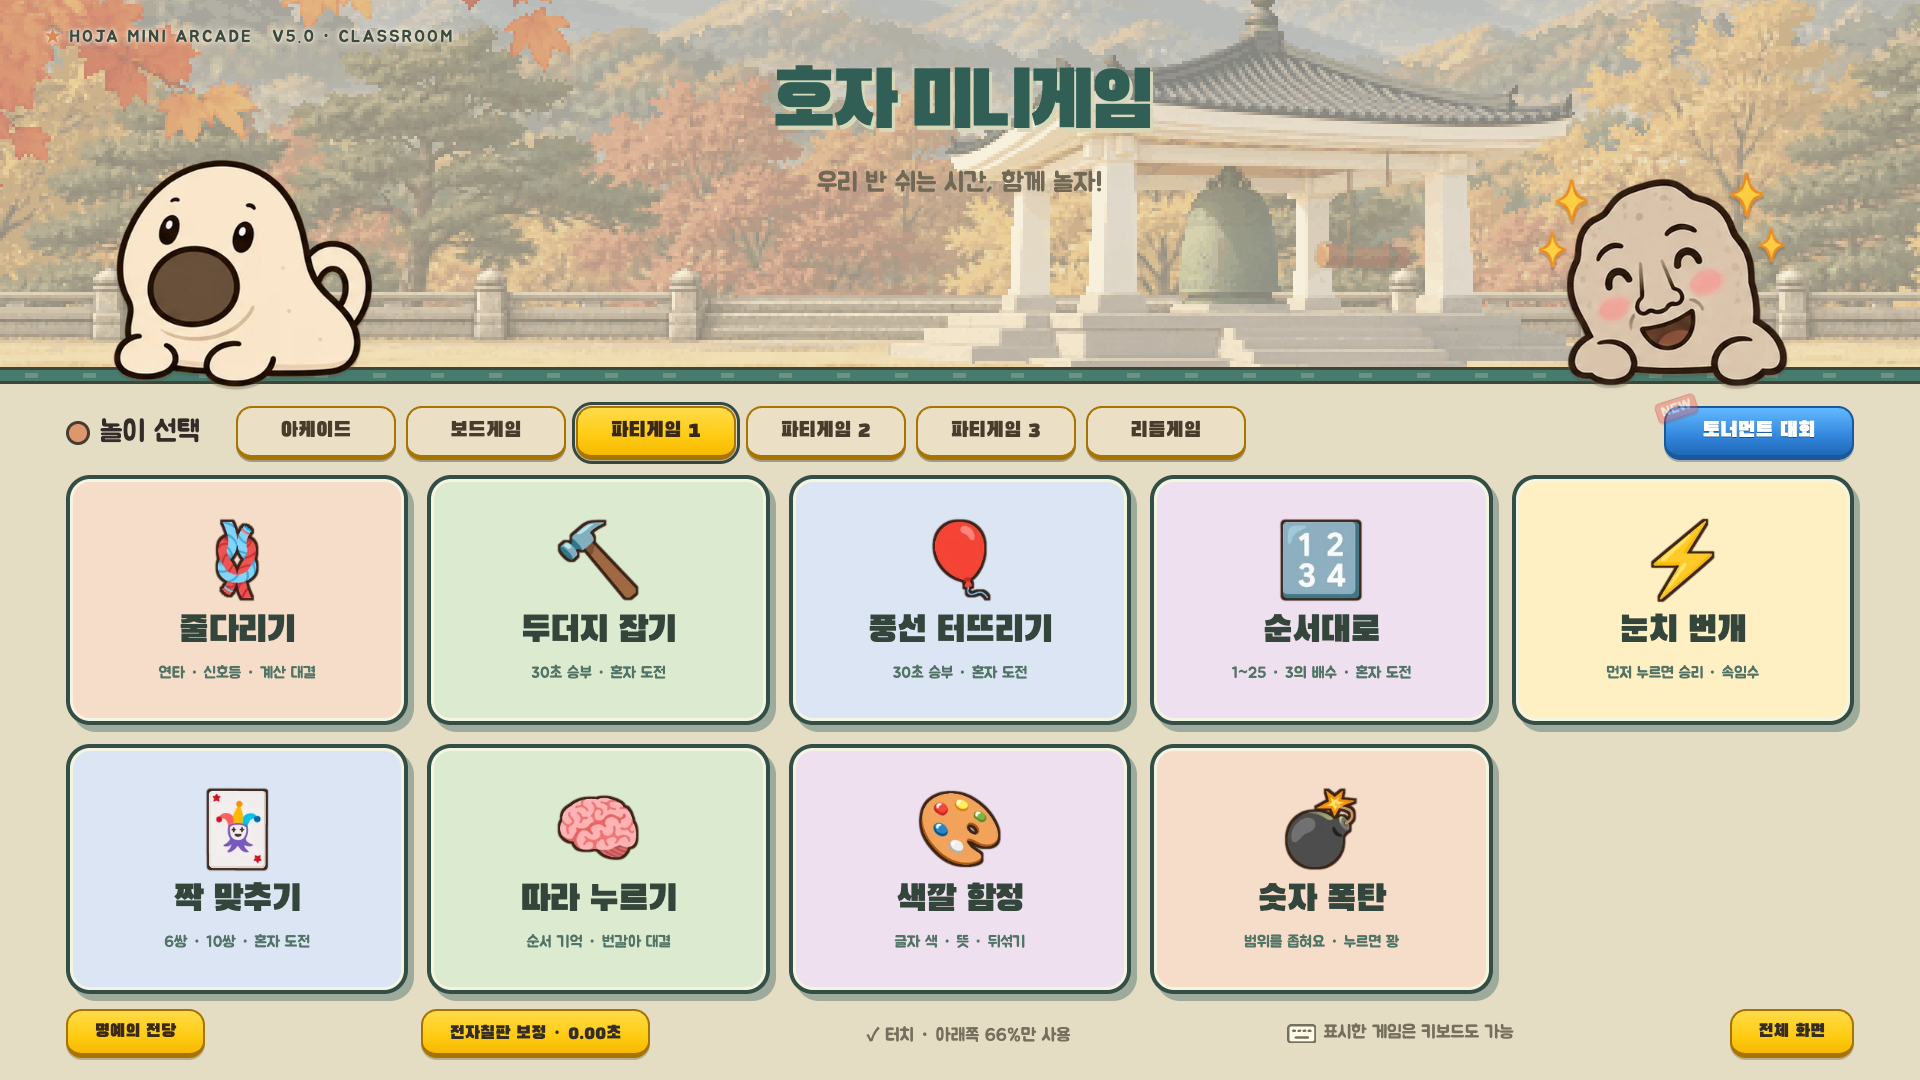 HOJA MINI ARCADE V5.0 · CLASSROOM
호자 미니게임
우리 반 쉬는 시간, 함께 놀자!
놀이 선택
아케이드
보드게임
파티게임 1
파티게임 2
파티게임 3
리듬게임
NEW
토너먼트 대회
줄다리기
연타 · 신호등 · 계산 대결
두더지 잡기
30초 승부 · 혼자 도전
풍선 터뜨리기
30초 승부 · 혼자 도전
1 2
3 4
순서대로
1~25 · 3의 배수 · 혼자 도전
눈치 번개
먼저 누르면 승리 · 속임수
짝 맞추기
6쌍 · 10쌍 · 혼자 도전
따라 누르기
순서 기억 · 번갈아 대결
색깔 함정
글자 색 · 뜻 · 뒤섞기
숫자 폭탄
범위를 좁혀요 · 누르면 꽝
명예의 전당
전자칠판 보정 · 0.00초
✓ 터치 · 아래쪽 66%만 사용
표시한 게임은 키보드도 가능
전체 화면